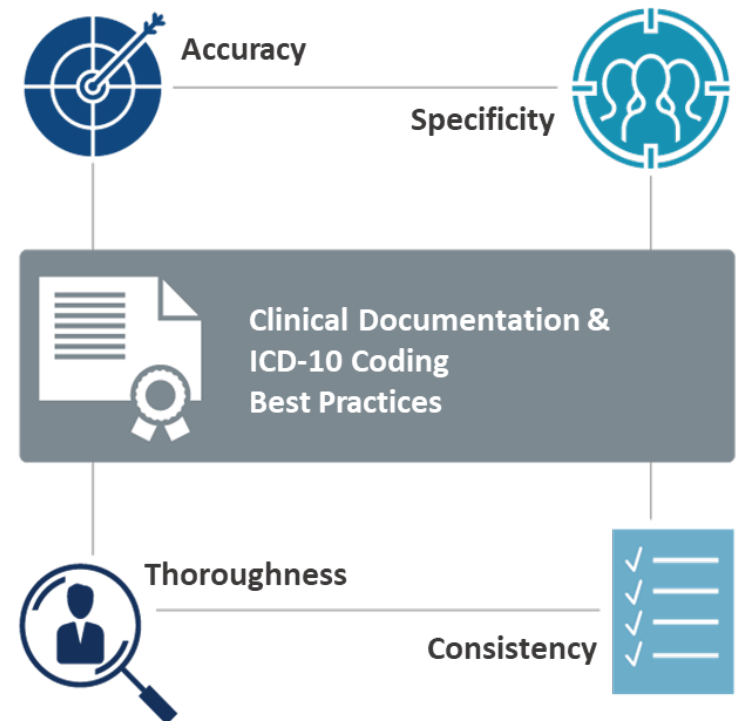 Accuracy
Specificity
Clinical Documentation &
ICD-10 Coding
Best Practices
Thoroughness
Consistency